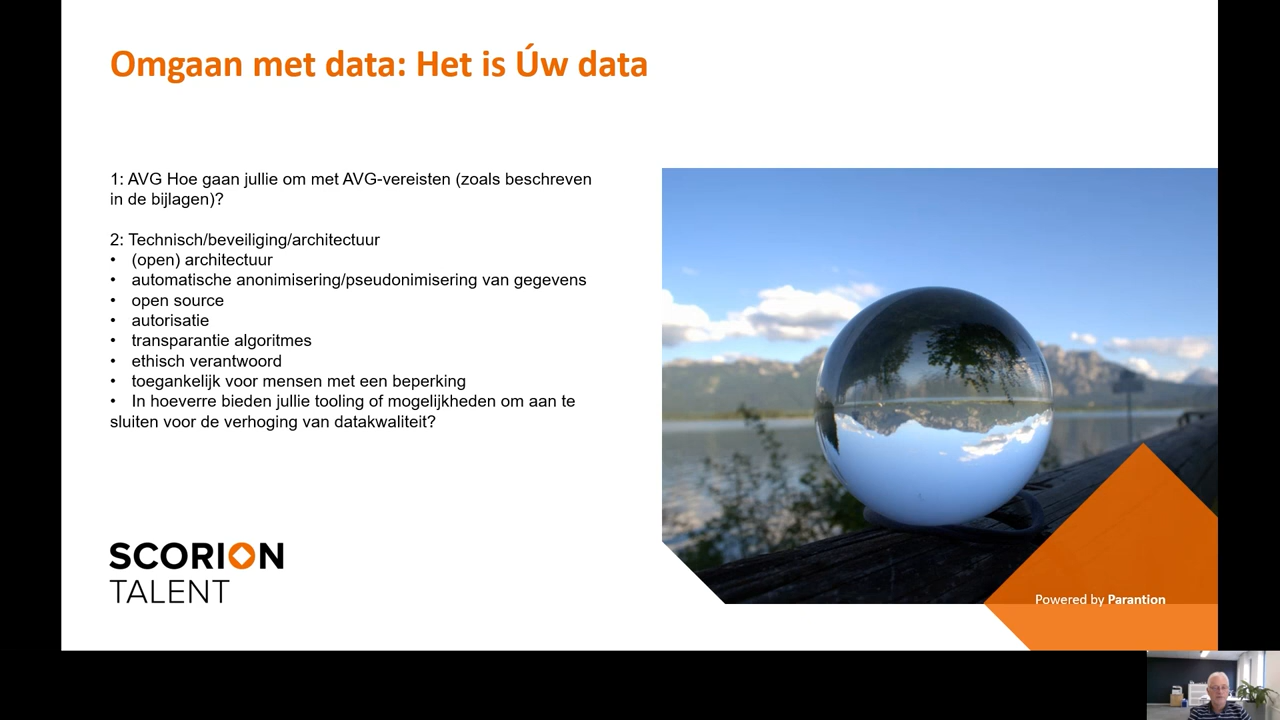 Omgaan met data: Het is Úw data
1: AVG Hoe gaan jullie om met AVG-vereisten (zoals beschreven
in de bijlagen)?
2: Technisch/beveiliging/architectuur
• (open) architectuur
• automatische anonimisering/pseudonimisering van gegevens
• open source
• autorisatie
• transparantie algoritmes
• ethisch verantwoord
• toegankelijk voor mensen met een beperking
• In hoeverre bieden jullie tooling of mogelijkheden om aan te
sluiten voor de verhoging van datakwaliteit?
SCORION
TALENT
Powered by Parantion